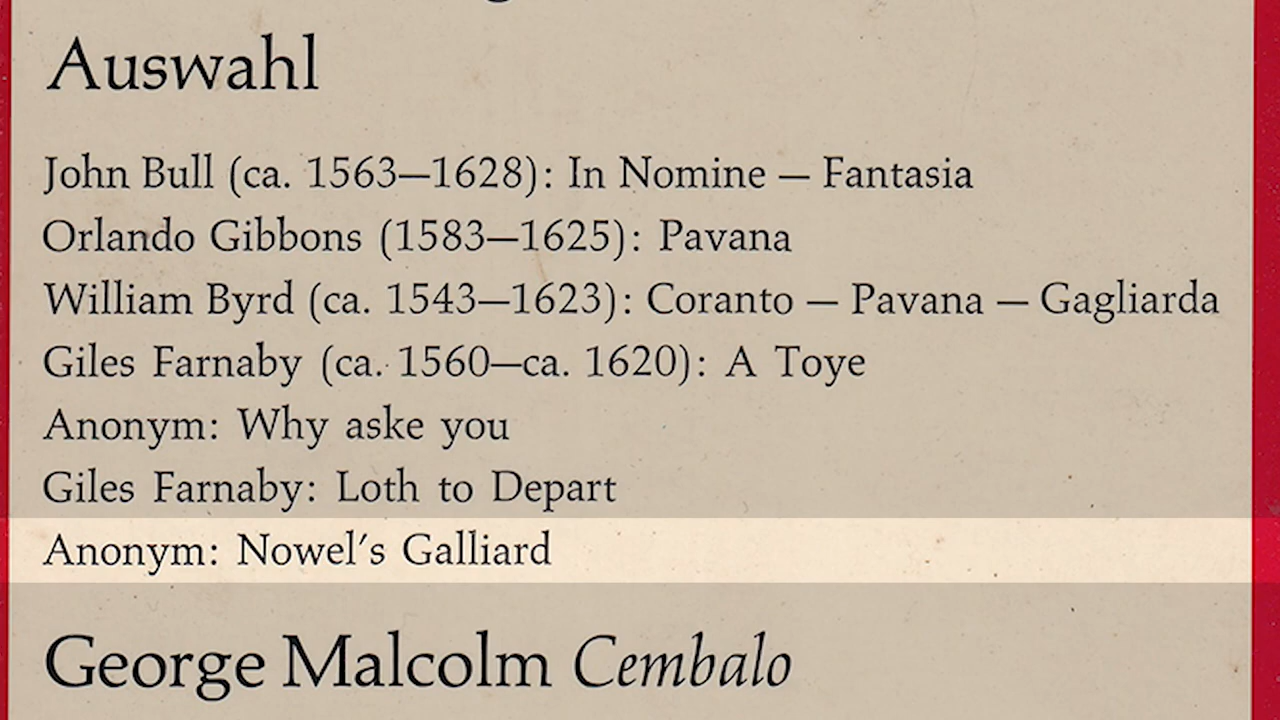 Auswahl
John Bull (ca. 1563—1628): In Nomine — Fantasia
Orlando Gibbons (1583—1625): Pavana
William Byrd (ca. 1543—1623): Coranto — Pavana — Gagliarda
Giles Farnaby (ca. 1560—ca. 1620): A Toye
Anonym: Why aske you
Giles Farnaby: Loth to Depart
Anonym: Nowel's Galliard
George Malcolm Cembalo